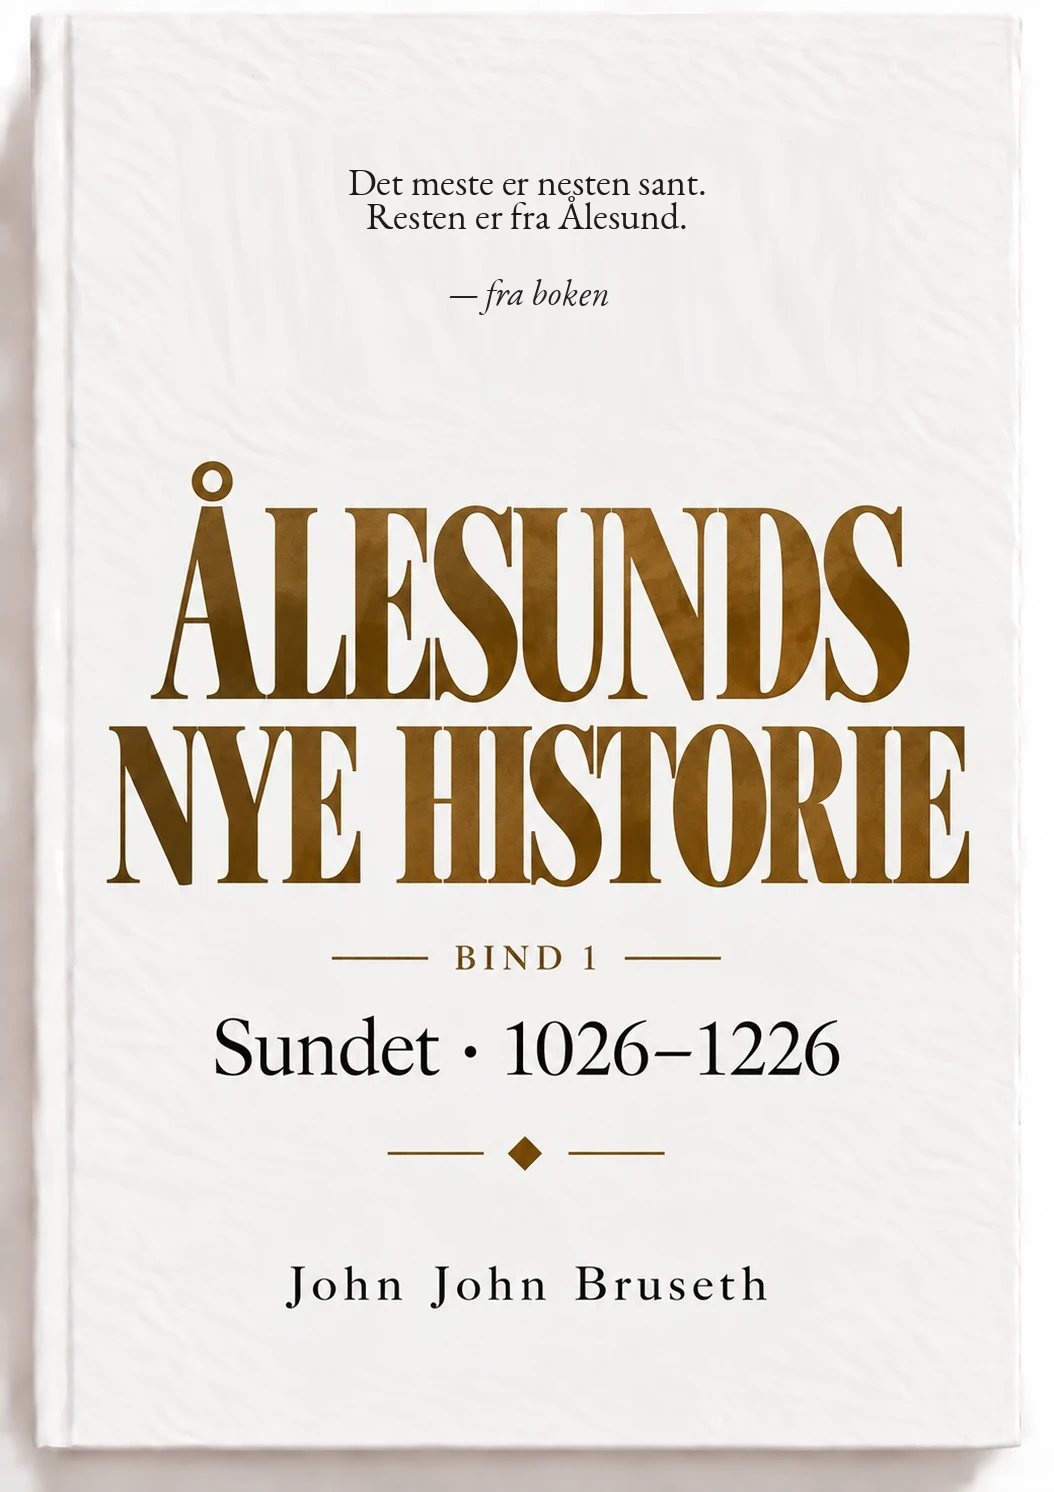 Det meste er nesten sant.
Resten er fra Ålesund.
— fra boken
ÅLESUNDS
NYE HISTORIE
BIND 1
Sundet · 1026–1226
John John Bruseth